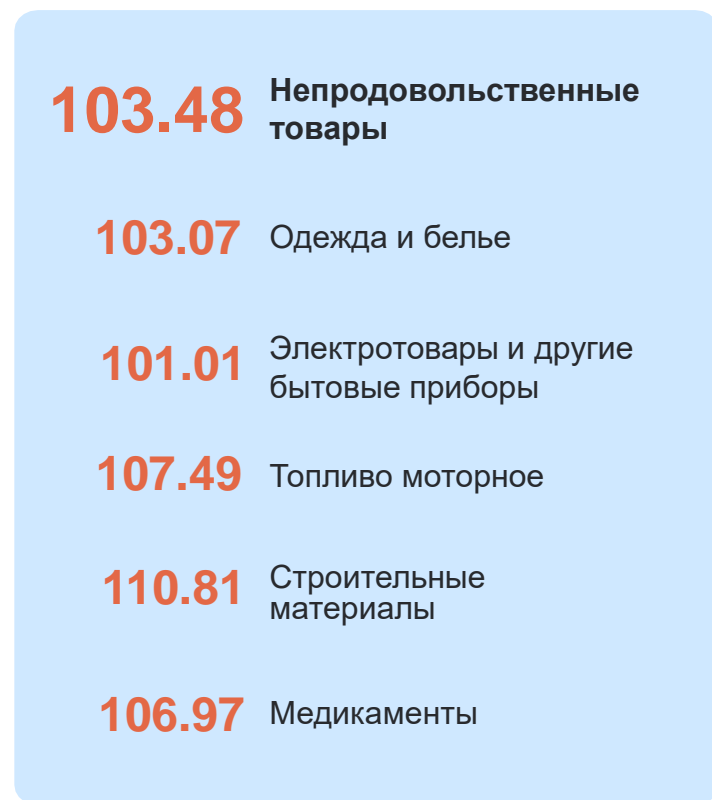 103.48 Непродовольственные
товары
103.07 Одежда и белье
101.01 Электротовары и другие
бытовые приборы
107.49 Топливо моторное
110.81 Строительные
материалы
106.97 Медикаменты